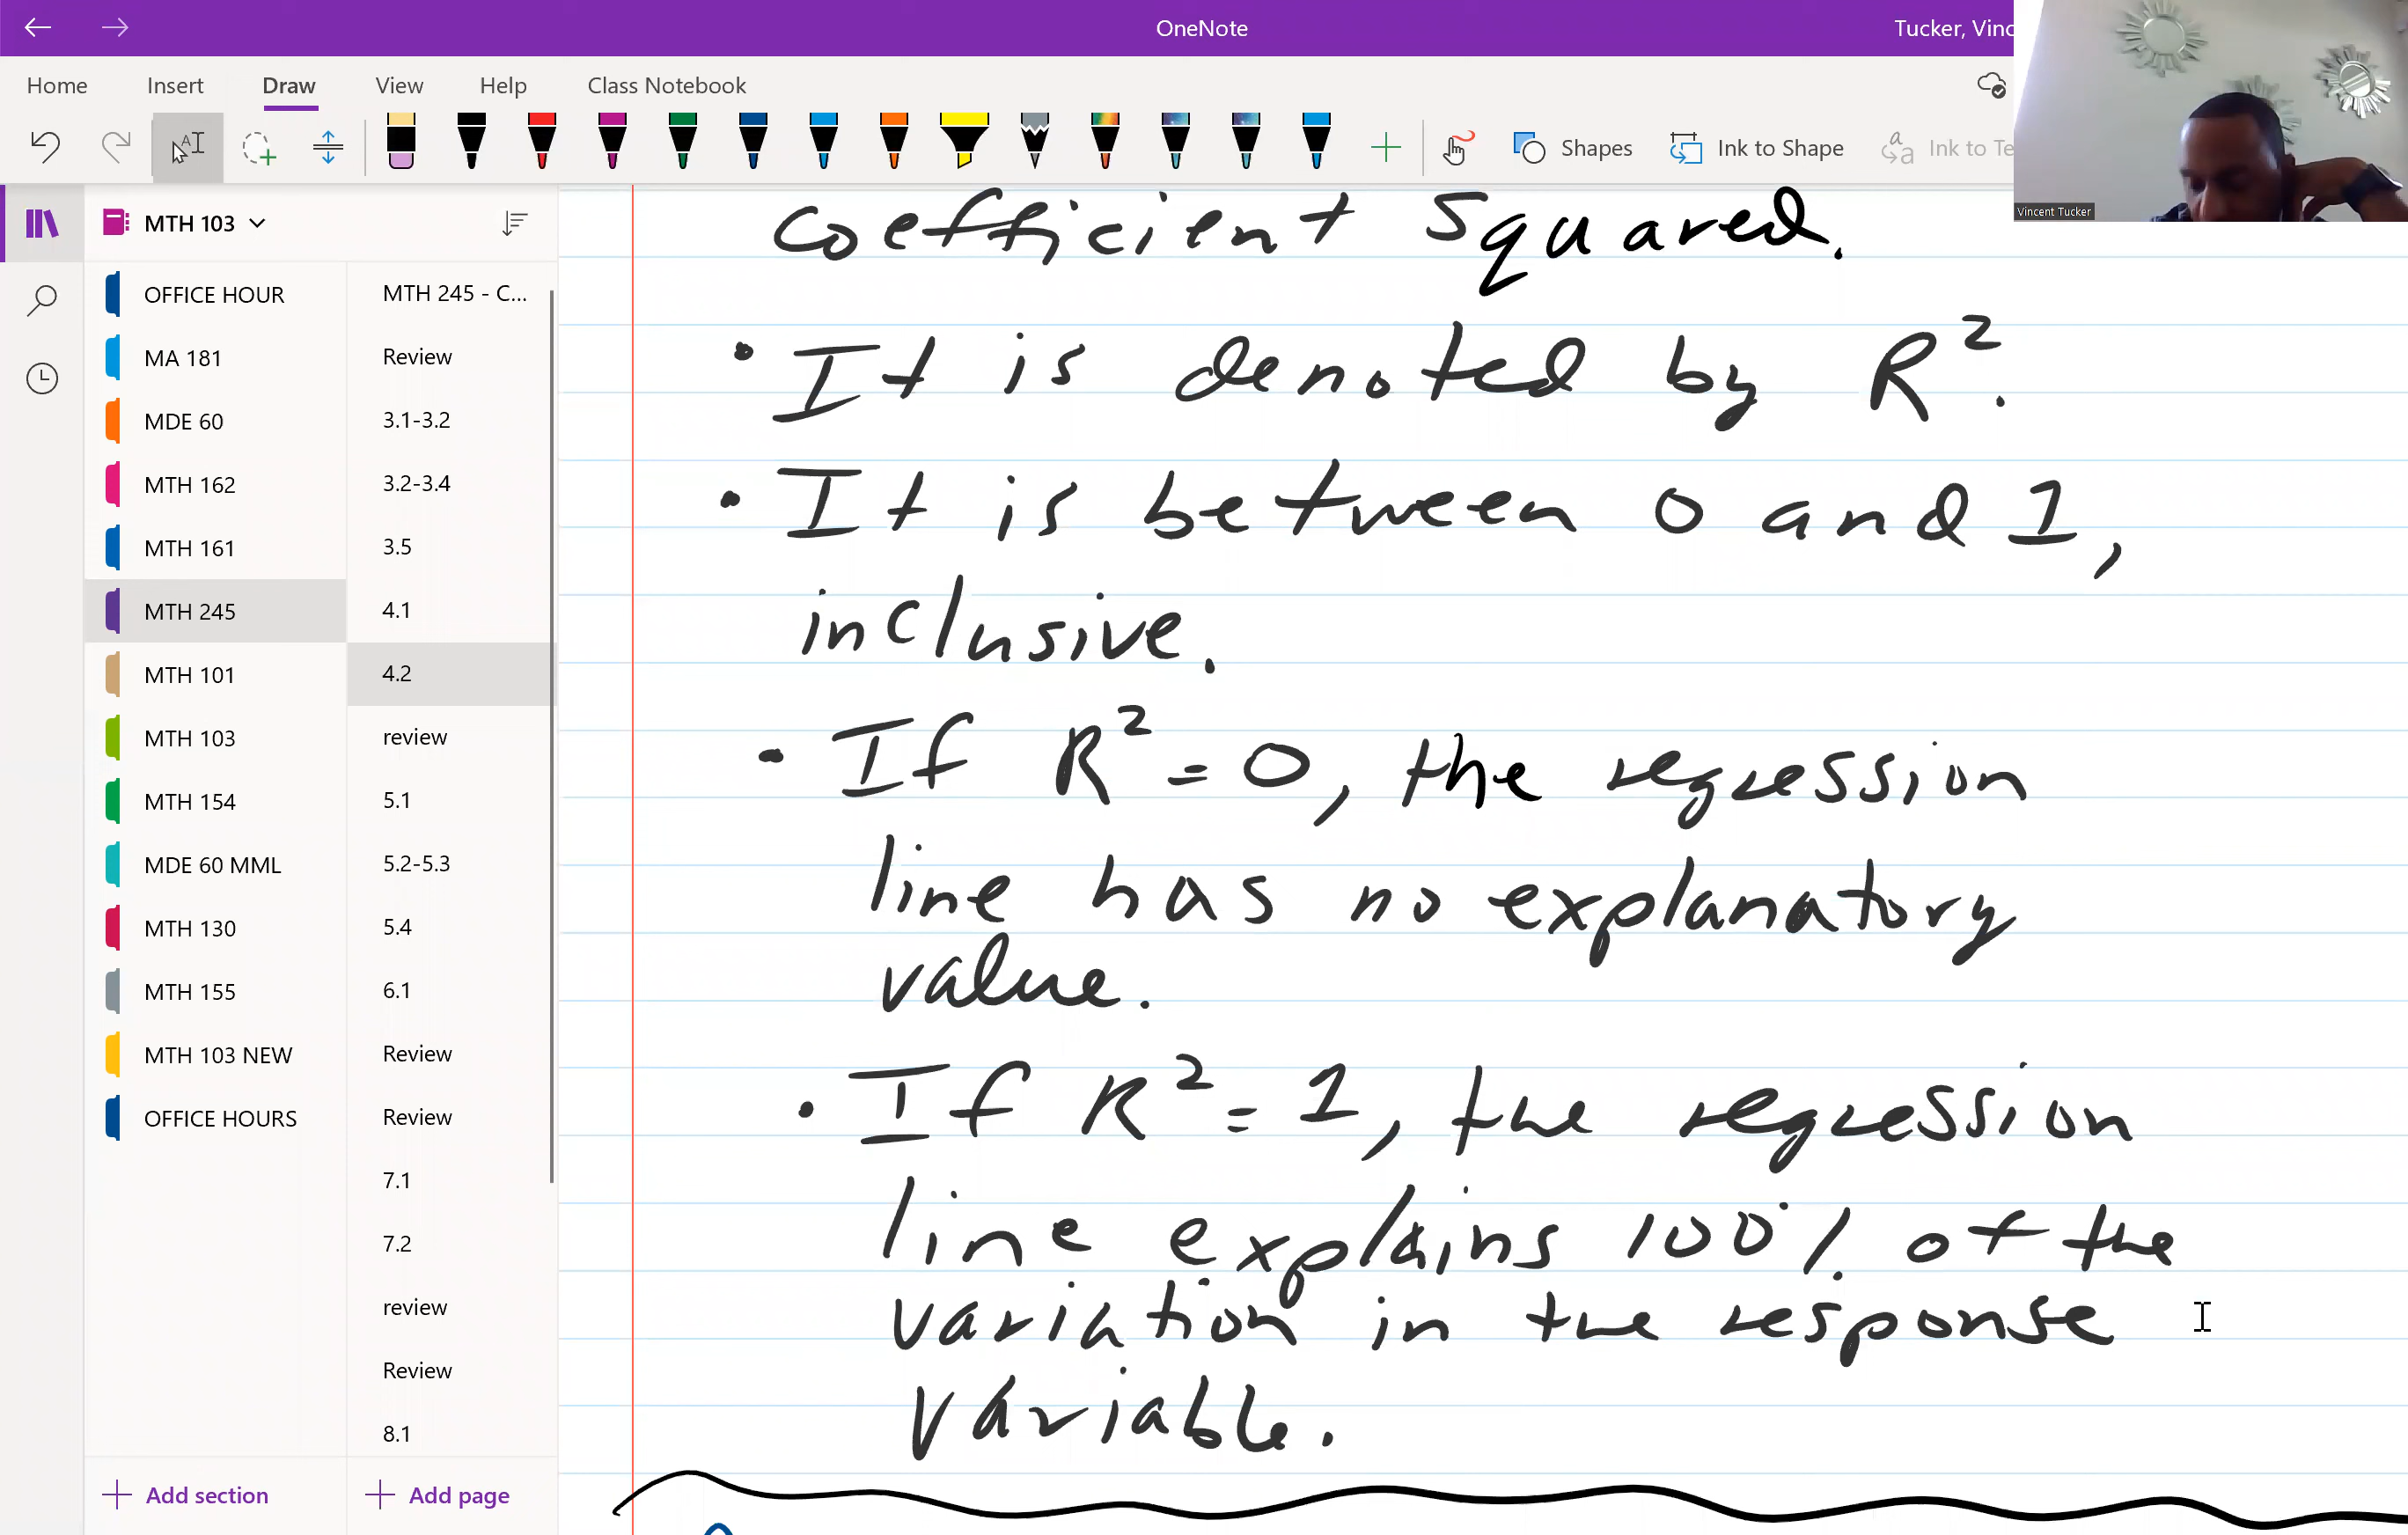 OneNote
Tucker, Vinc
Home Insert Draw View Help Class Notebook
Shapes Ink to Shape Ink to Te
Vincent Tucker
MTH 103
OFFICE HOUR
MA 181
MDE 60
MTH 162
MTH 161
MTH 245
MTH 101
MTH 103
MTH 154
MDE 60 MML
MTH 130
MTH 155
MTH 103 NEW
OFFICE HOURS
Add section
MTH 245 - C...
Review
3.1-3.2
3.2-3.4
3.5
4.1
4.2
review
5.1
5.2-5.3
5.4
6.1
Review
Review
7.1
7.2
review
Review
8.1
Add page
coefficient squared.
• It is denoted by R².
• It is between 0 and 1,
inclusive.
• If R² = 0, the regression
line has no explanatory
value.
• If R² = 1, the regression
line explains 100% of the
variation in the response
variable.